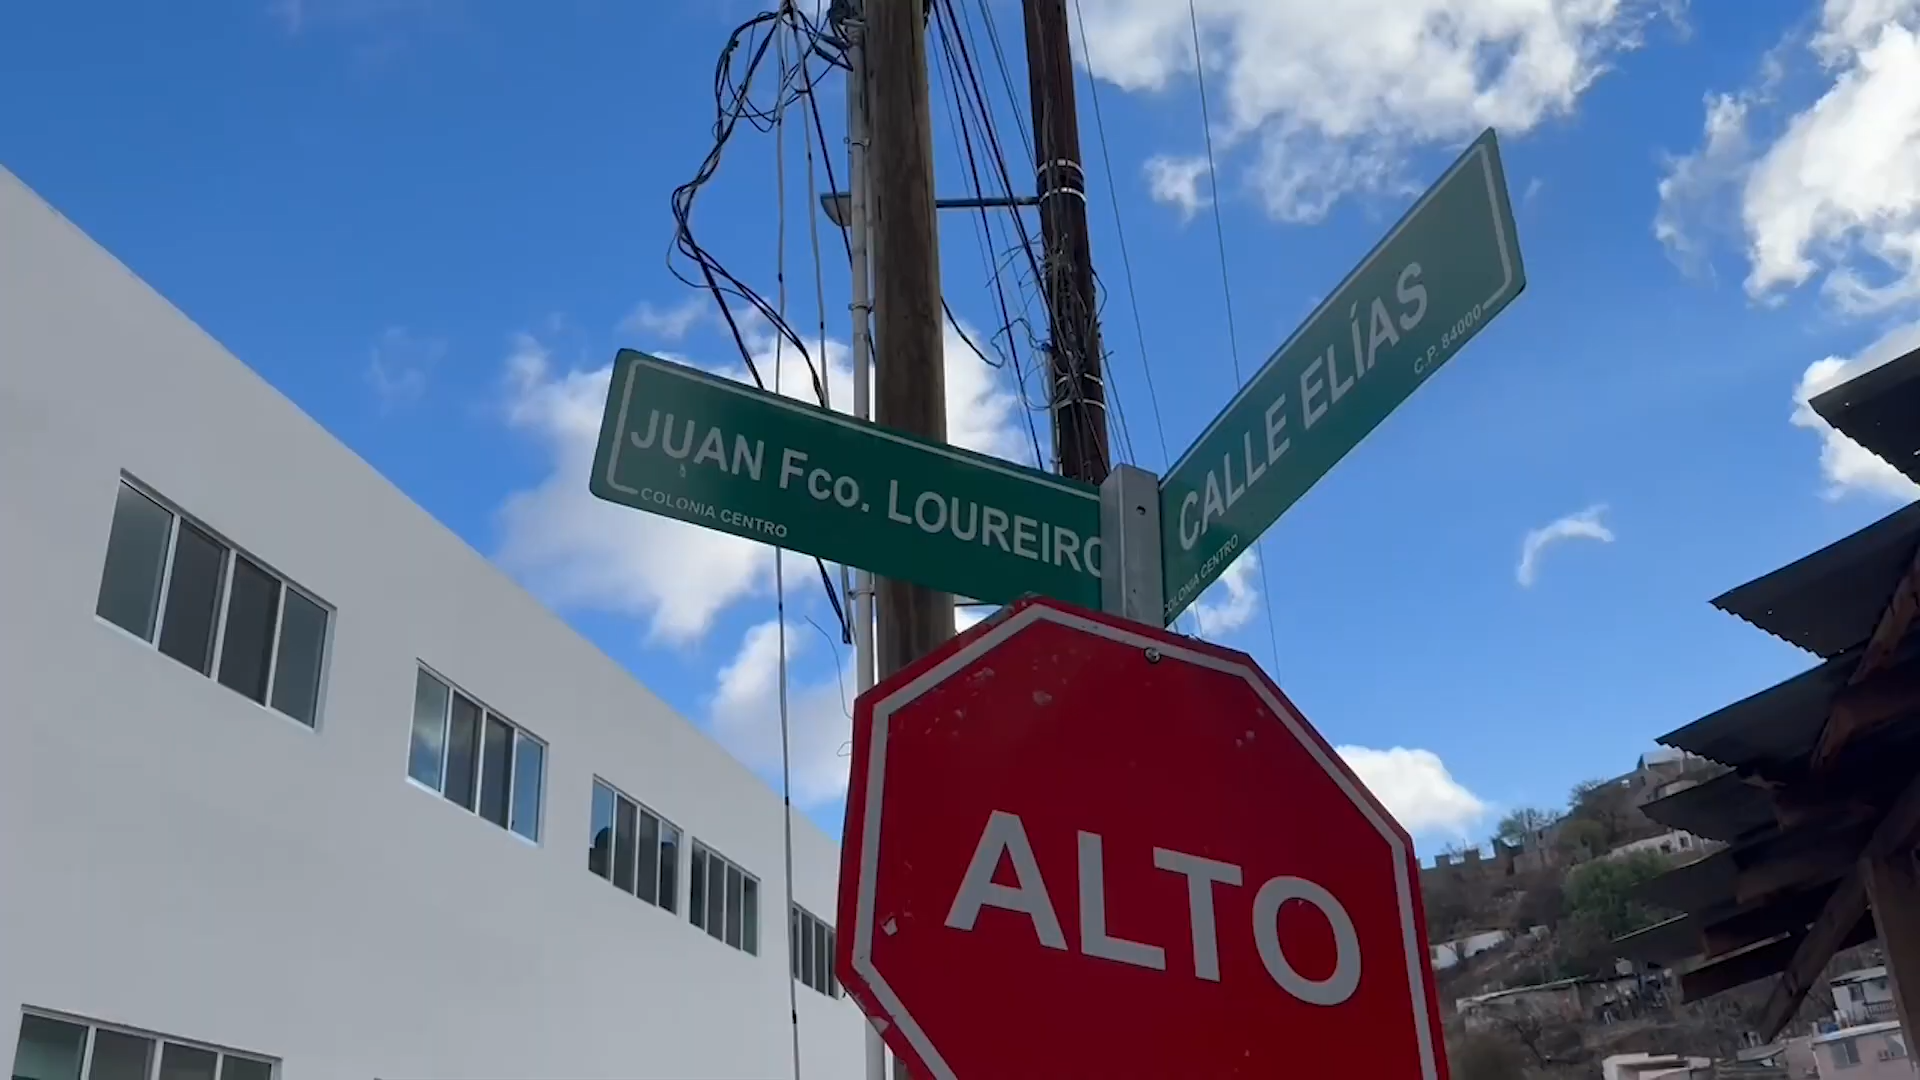 JUAN Fco. LOUREIRO
COLONIA CENTRO
CALLE ELÍAS
COLONIA CENTRO
C.P. 84000
ALTO